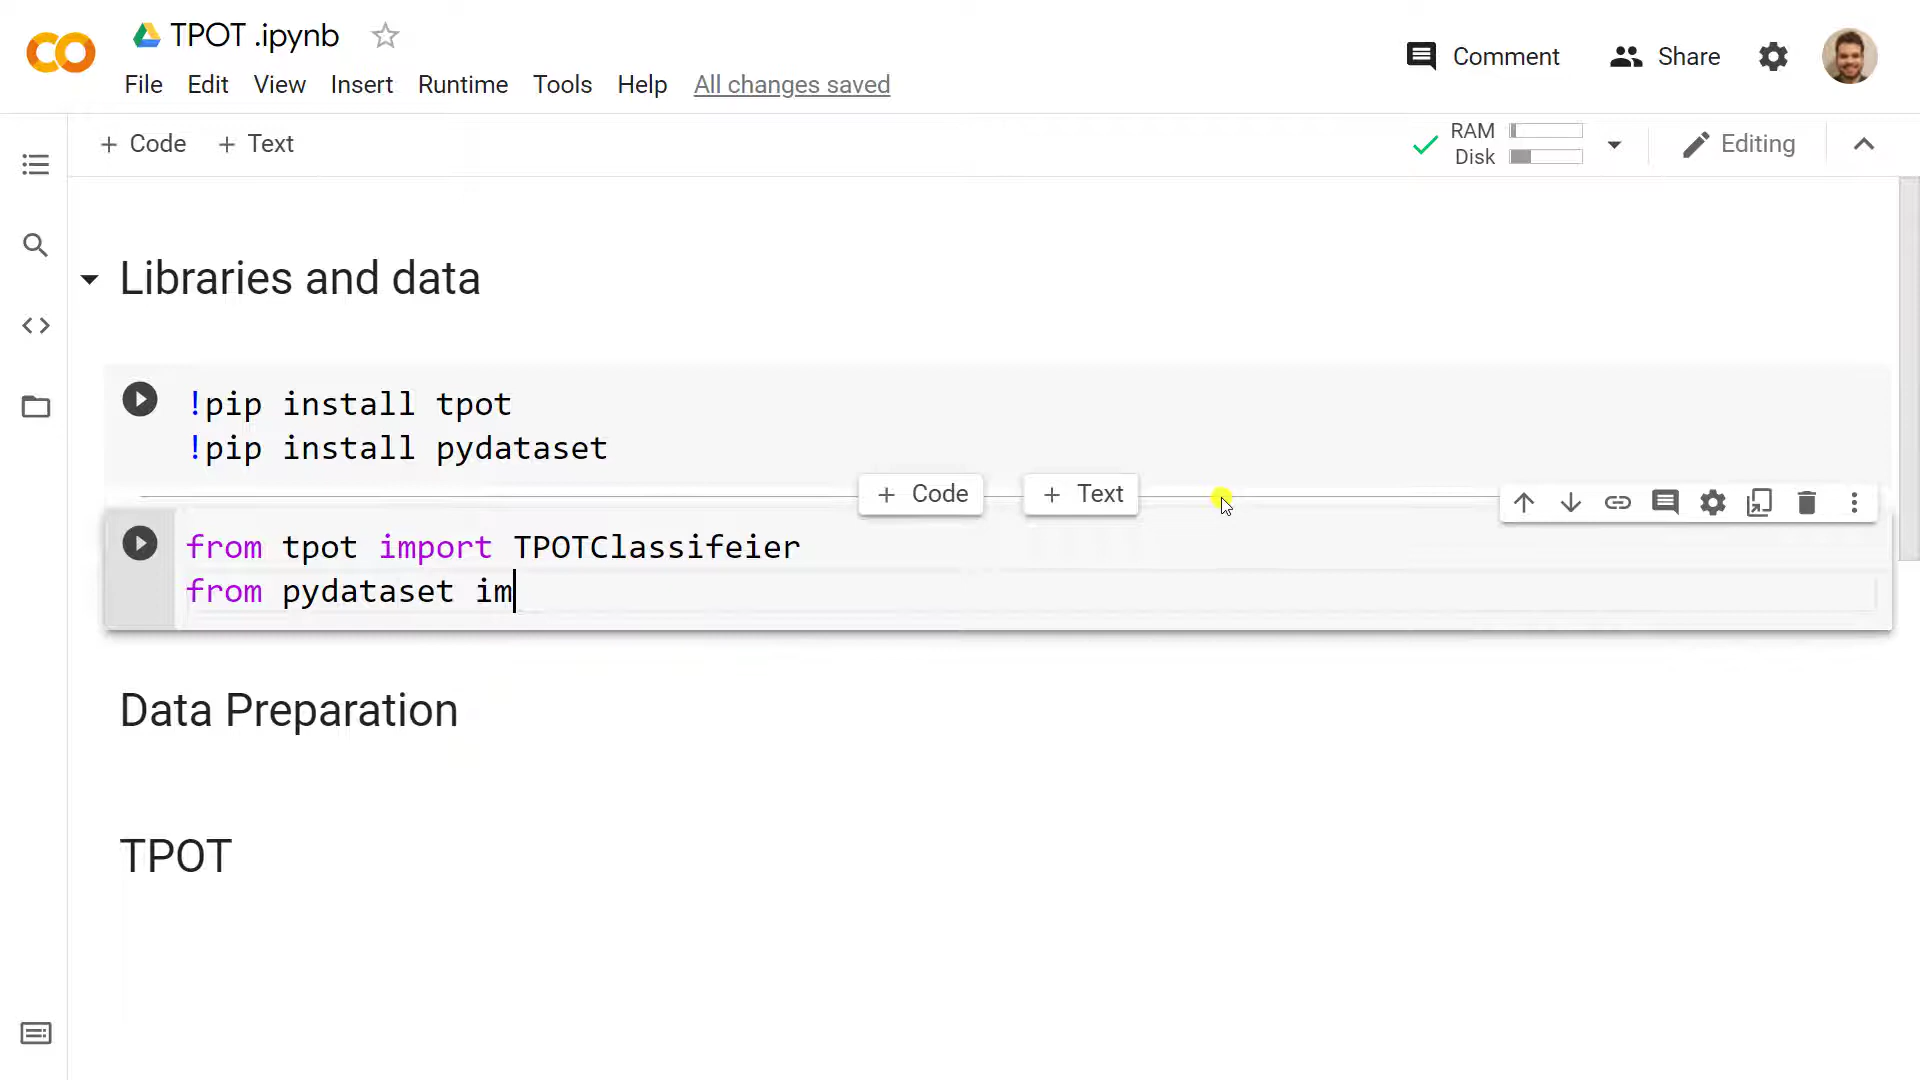 TPOT .ipynb
File Edit View Insert Runtime Tools Help All changes saved
Comment Share
+ Code + Text
RAM
Disk
Editing
Libraries and data
!pip install tpot
!pip install pydataset
+ Code + Text
from tpot import TPOTClassifeier
from pydataset im
Data Preparation
TPOT